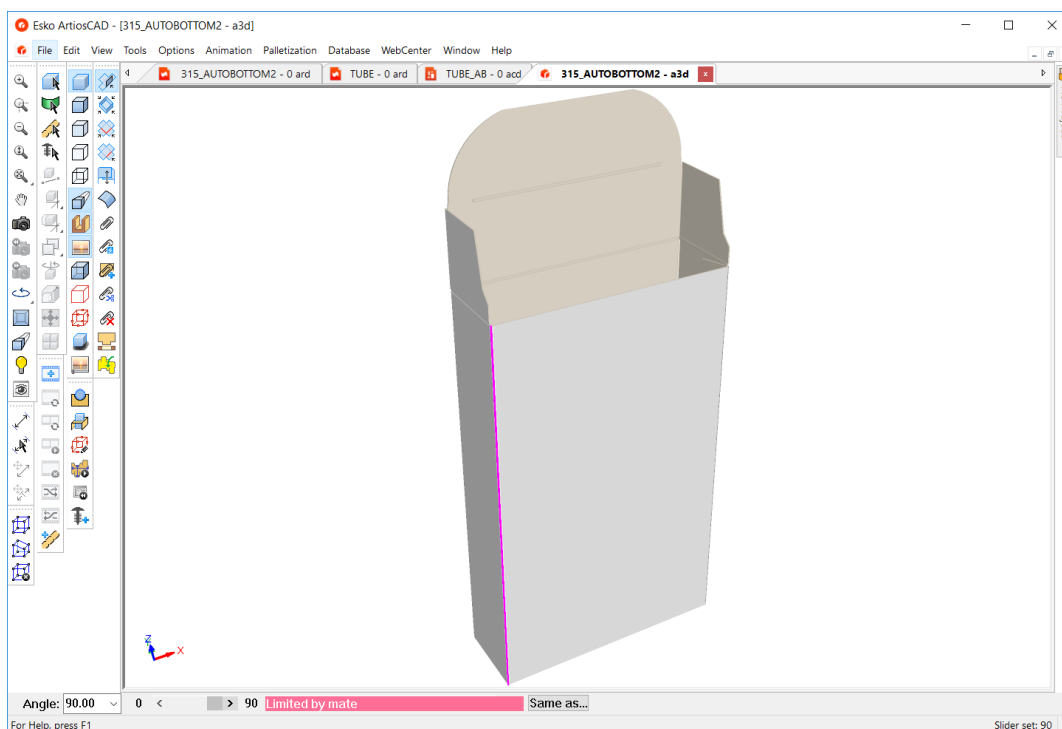 Esko ArtiosCAD - [315_AUTOBOTTOM2 - a3d]
File Edit View Tools Options Animation Palletization Database WebCenter Window Help
315_AUTOBOTTOM2 - 0 ard TUBE - 0 ard TUBE_AB - 0 acd 315_AUTOBOTTOM2 - a3d x
Z
X
Angle: 90.00 0 < > 90 Limited by mate Same as...
For Help, press F1 Slider set: 90